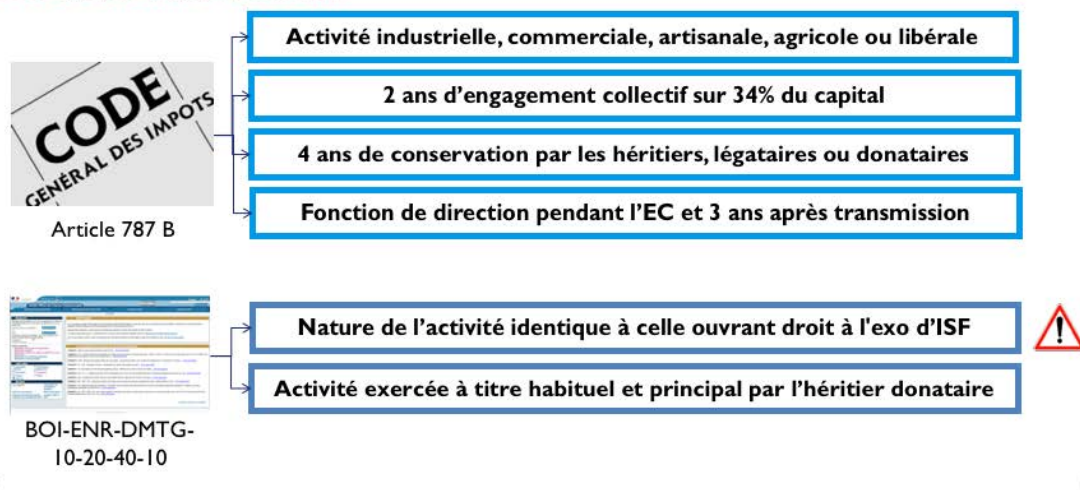 Activité industrielle, commerciale, artisanale, agricole ou libérale
CODE
GÉNÉRAL DES IMPOTS
2 ans d’engagement collectif sur 34% du capital
4 ans de conservation par les héritiers, légataires ou donataires
Fonction de direction pendant l’EC et 3 ans après transmission
Article 787 B
Nature de l’activité identique à celle ouvrant droit à l'exo d’ISF
Activité exercée à titre habituel et principal par l’héritier donataire
BOI-ENR-DMTG-
10-20-40-10